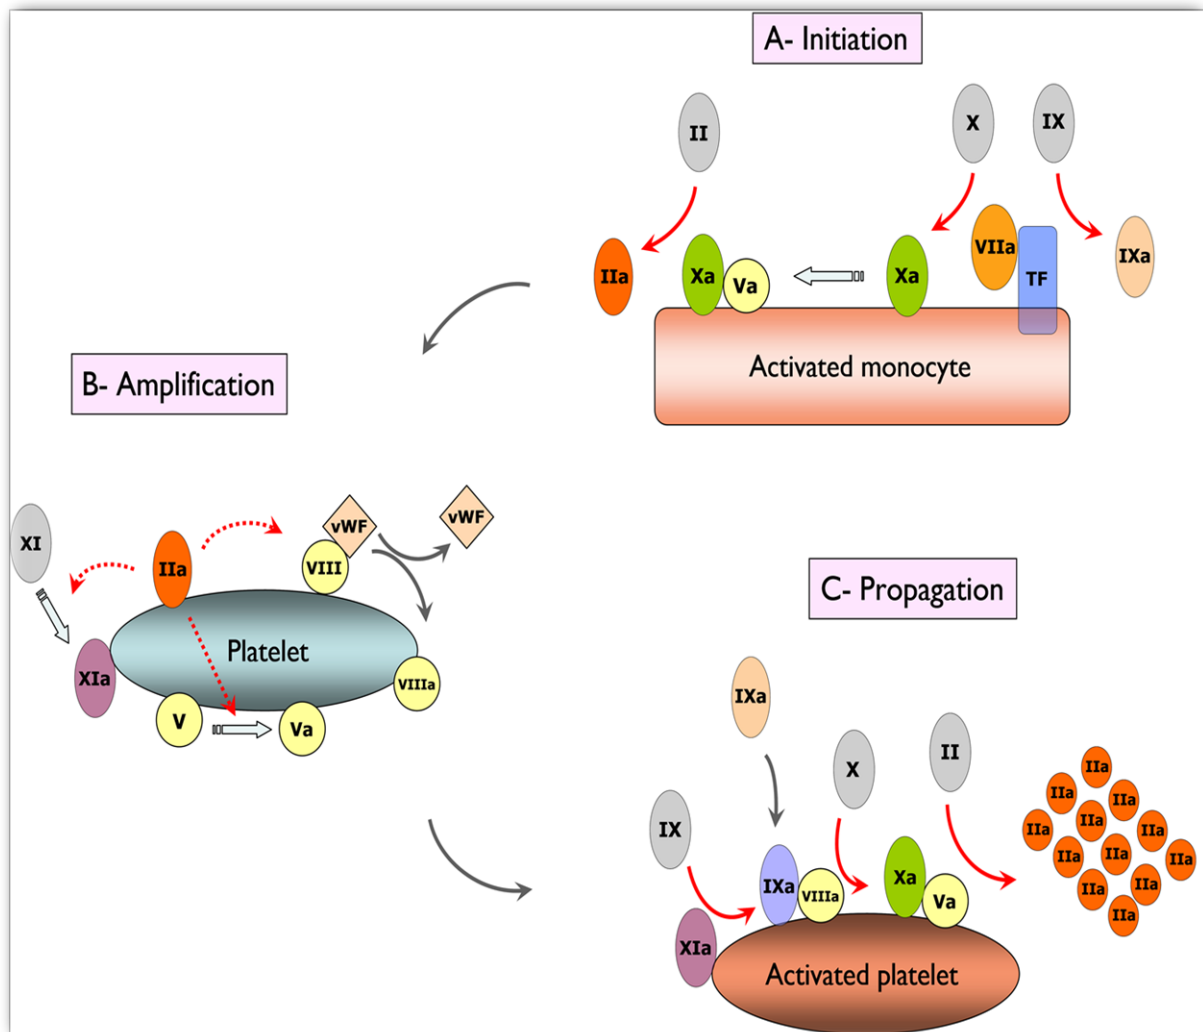 A- Initiation
II
X
IX
IIa
Xa
Va
Xa
VIIa
TF
IXa
Activated monocyte
B- Amplification
XI
IIa
VIII
vWF
vWF
Platelet
XIa
V
Va
VIIIa
C- Propagation
IXa
X
II
IX
IXa
VIIIa
Xa
Va
XIa
Activated platelet
IIa
IIa
IIa
IIa
IIa
IIa
IIa
IIa
IIa
IIa
IIa
IIa